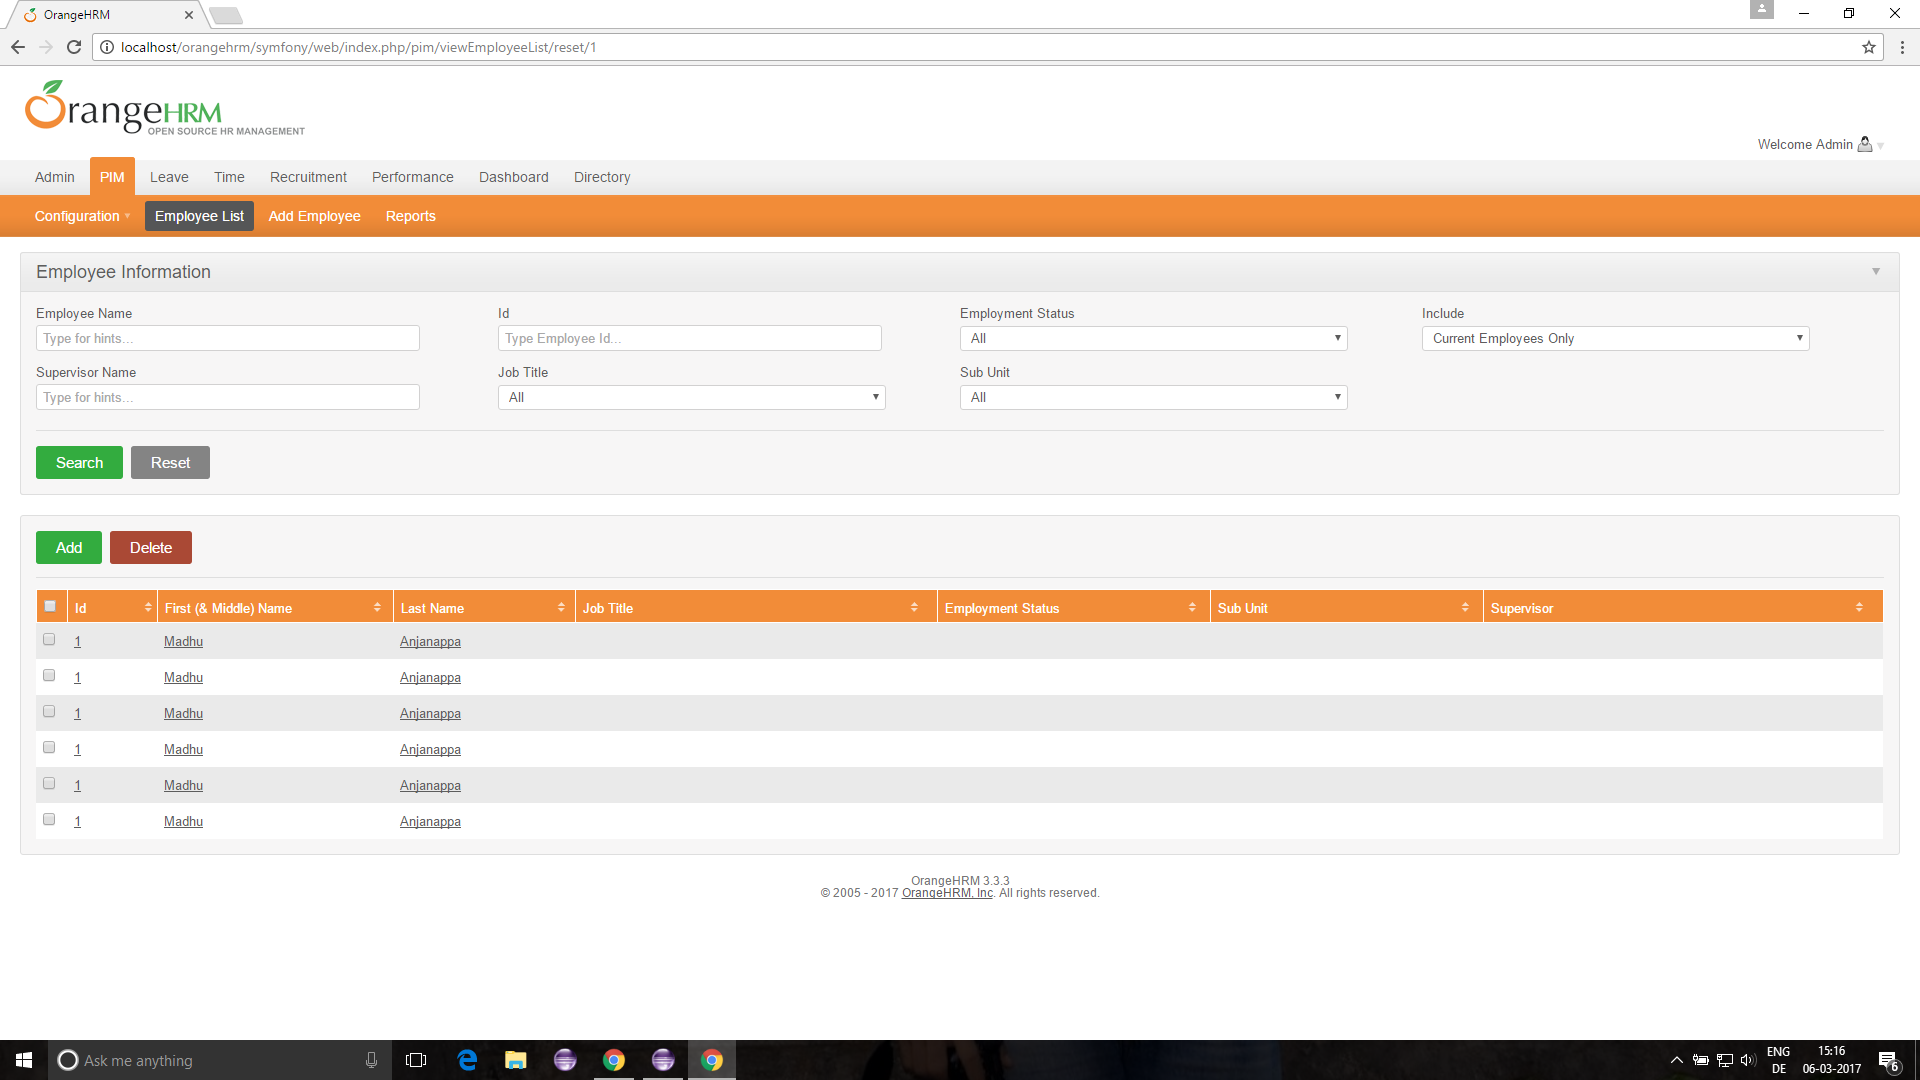 OrangeHRM
localhost/orangehrm/symfony/web/index.php/pim/viewEmployeeList/reset/1
OrangeHRM
OPEN SOURCE HR MANAGEMENT
Welcome Admin
Admin PIM Leave Time Recruitment Performance Dashboard Directory
Configuration Employee List Add Employee Reports
Employee Information
Employee Name Id Employment Status Include
Type for hints... Type Employee Id... All Current Employees Only
Supervisor Name Job Title Sub Unit
Type for hints... All All
Search Reset
Add Delete
Id First (& Middle) Name Last Name Job Title Employment Status Sub Unit Supervisor
1 Madhu Anjanappa
1 Madhu Anjanappa
1 Madhu Anjanappa
1 Madhu Anjanappa
1 Madhu Anjanappa
1 Madhu Anjanappa
OrangeHRM 3.3.3
© 2005 - 2017 OrangeHRM, Inc. All rights reserved.
Ask me anything
ENG 15:16
DE 06-03-2017
6